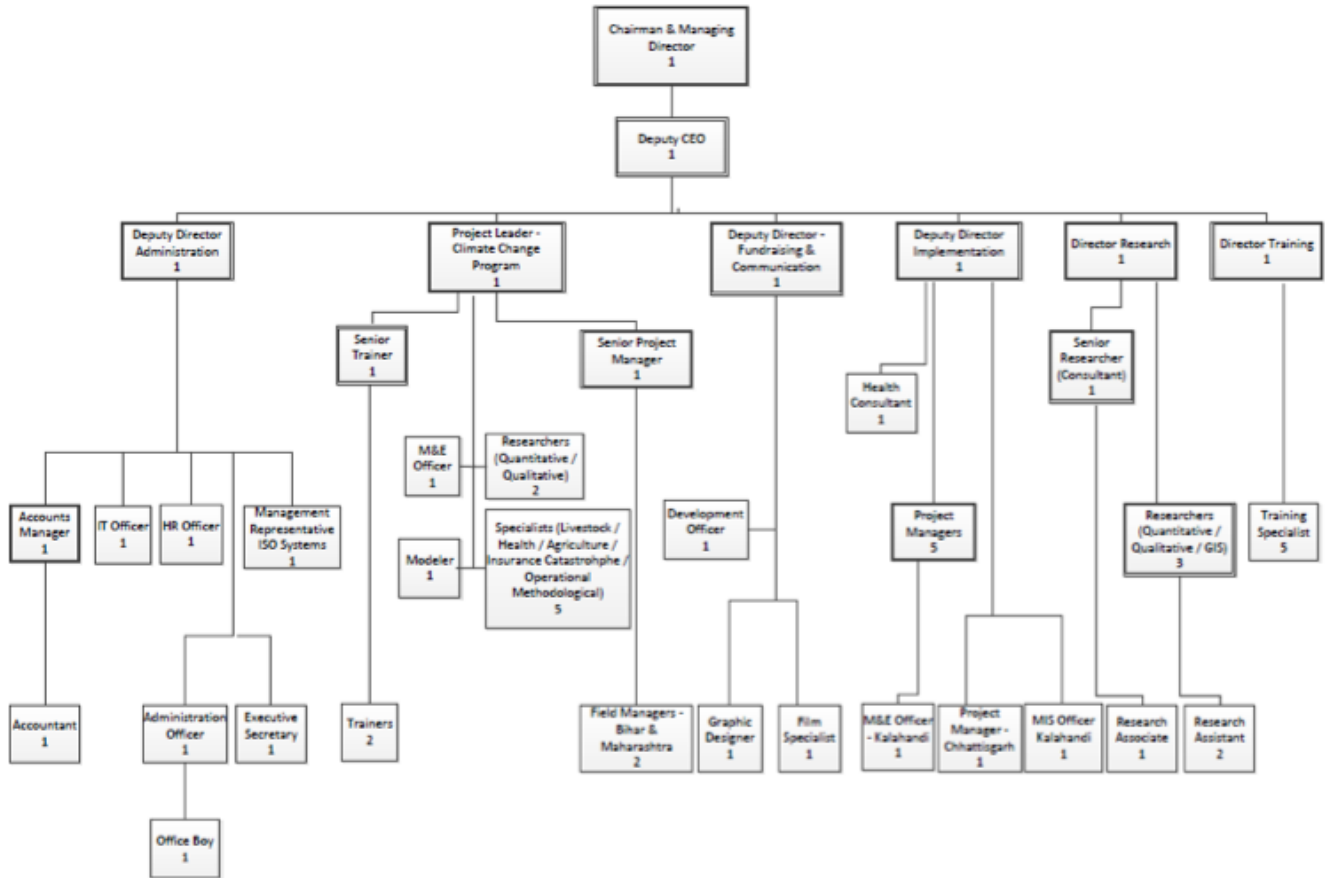 Chairman & Managing
Director
1
Deputy CEO
1
Deputy Director
Administration
1
Project Leader -
Climate Change
Program
1
Deputy Director -
Fundraising &
Communication
1
Deputy Director
Implementation
1
Director Research
1
Director Training
1
Senior
Trainer
1
Senior Project
Manager
1
Health
Consultant
1
Senior
Researcher
(Consultant)
1
M&E
Officer
1
Researchers
(Quantitative /
Qualitative)
2
Accounts
Manager
1
IT Officer
1
HR Officer
1
Management
Representative
ISO Systems
1
Modeler
1
Specialists (Livestock /
Health / Agriculture /
Insurance Catastrohphe /
Operational
Methodological)
5
Development
Officer
1
Project
Managers
5
Researchers
(Quantitative /
Qualitative / GIS)
3
Training
Specialist
5
Accountant
1
Administration
Officer
1
Executive
Secretary
1
Trainers
2
Field Managers -
Bihar &
Maharashtra
2
Graphic
Designer
1
Film
Specialist
1
M&E Officer
- Kalahandi
1
Project
Manager -
Chhattisgarh
1
MIS Officer
Kalahandi
1
Research
Associate
1
Research
Assistant
2
Office Boy
1